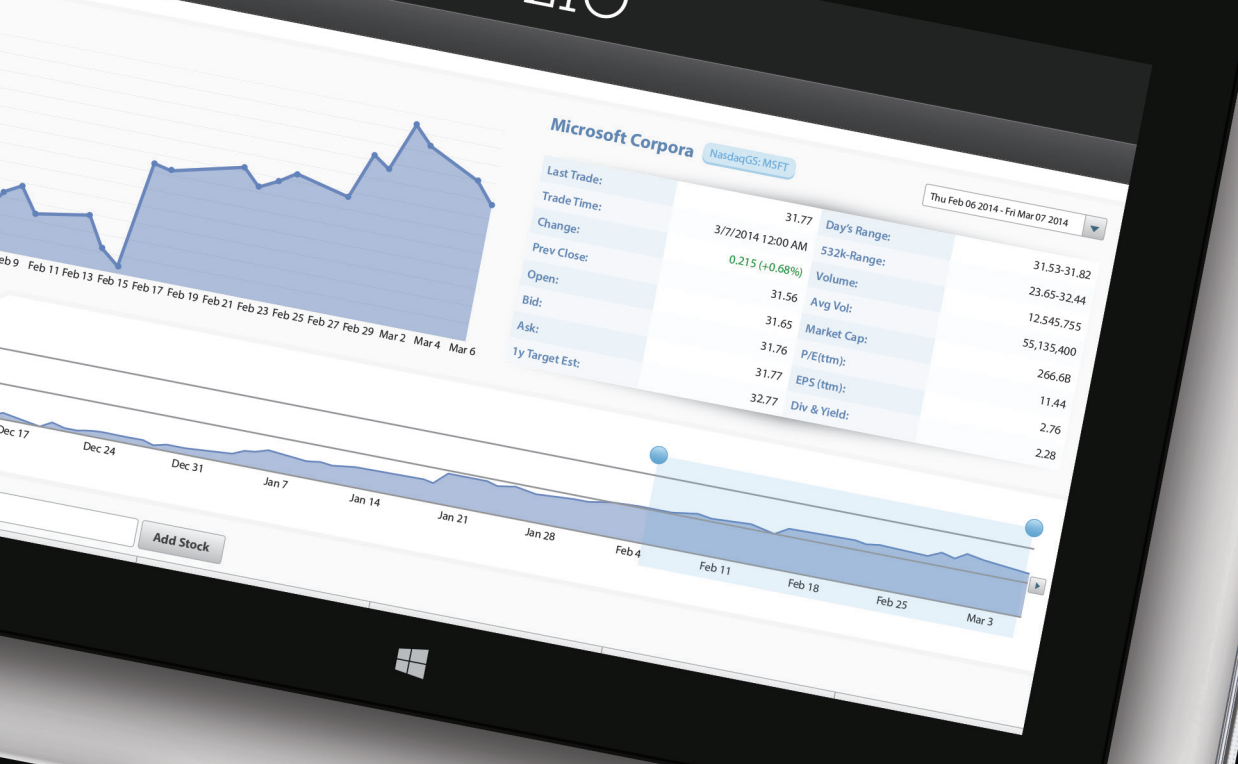 Microsoft Corpora
NasdaqGS: MSFT
Thu Feb 06 2014 - Fri Mar 07 2014
Last Trade: 31.77
Trade Time: 3/7/2014 12:00 AM
Change: 0.215 (+0.68%)
Prev Close: 31.56
Open: 31.65
Bid: 31.76
Ask: 31.77
1y Target Est: 32.77
Day's Range: 31.53-31.82
532k-Range: 23.65-32.44
Volume: 12.545.755
Avg Vol: 55,135,400
Market Cap: 266.6B
P/E(ttm): 11.44
EPS (ttm): 2.76
Div & Yield: 2.28
eb 9 Feb 11 Feb 13 Feb 15 Feb 17 Feb 19 Feb 21 Feb 23 Feb 25 Feb 27 Feb 29 Mar 2 Mar 4 Mar 6
Dec 17 Dec 24 Dec 31 Jan 7 Jan 14 Jan 21 Jan 28 Feb 4 Feb 11 Feb 18 Feb 25 Mar 3
Add Stock